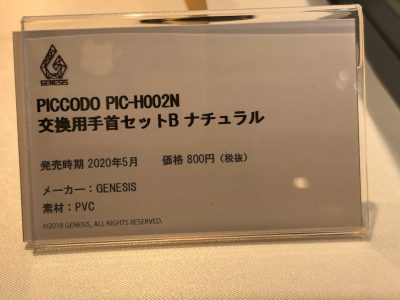 GENESIS
PICCODO PIC-H002N
交換用手首セットB ナチュラル
発売時期 2020年5月 価格 800円（税抜）
メーカー：GENESIS
素材：PVC
©2019 GENESIS, ALL RIGHTS RESERVED.